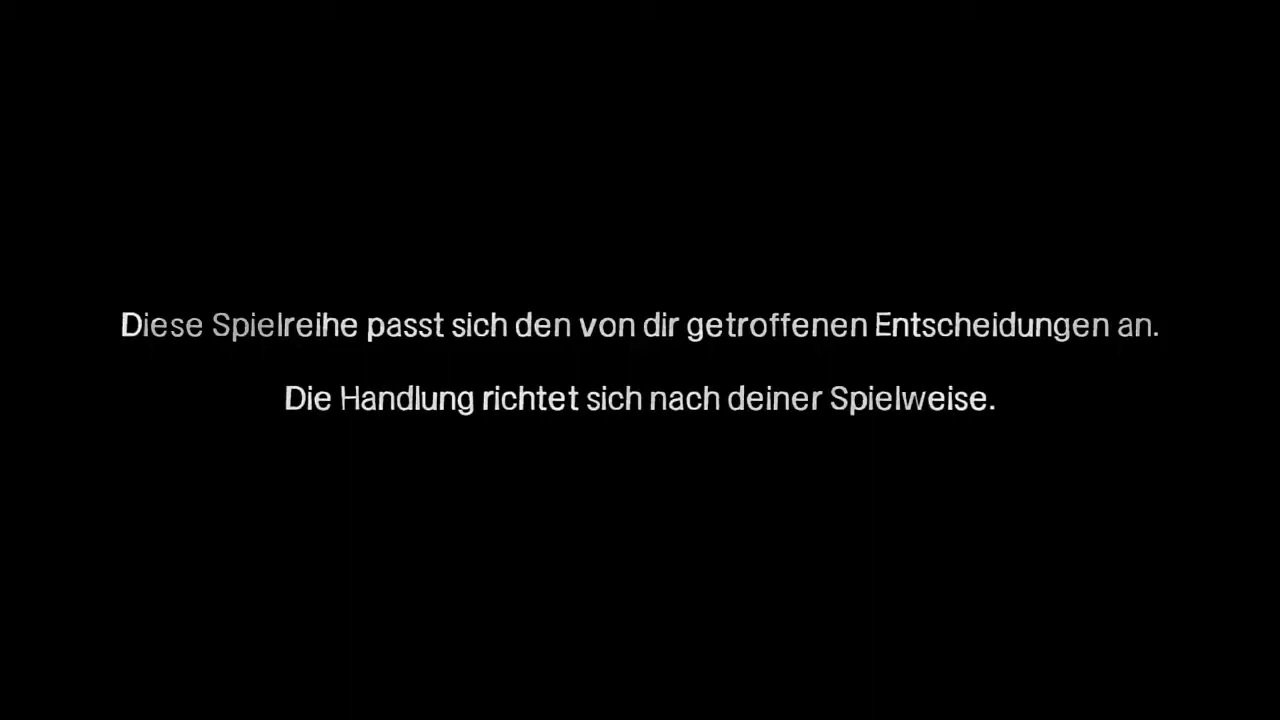 Diese Spielreihe passt sich den von dir getroffenen Entscheidungen an.
Die Handlung richtet sich nach deiner Spielweise.